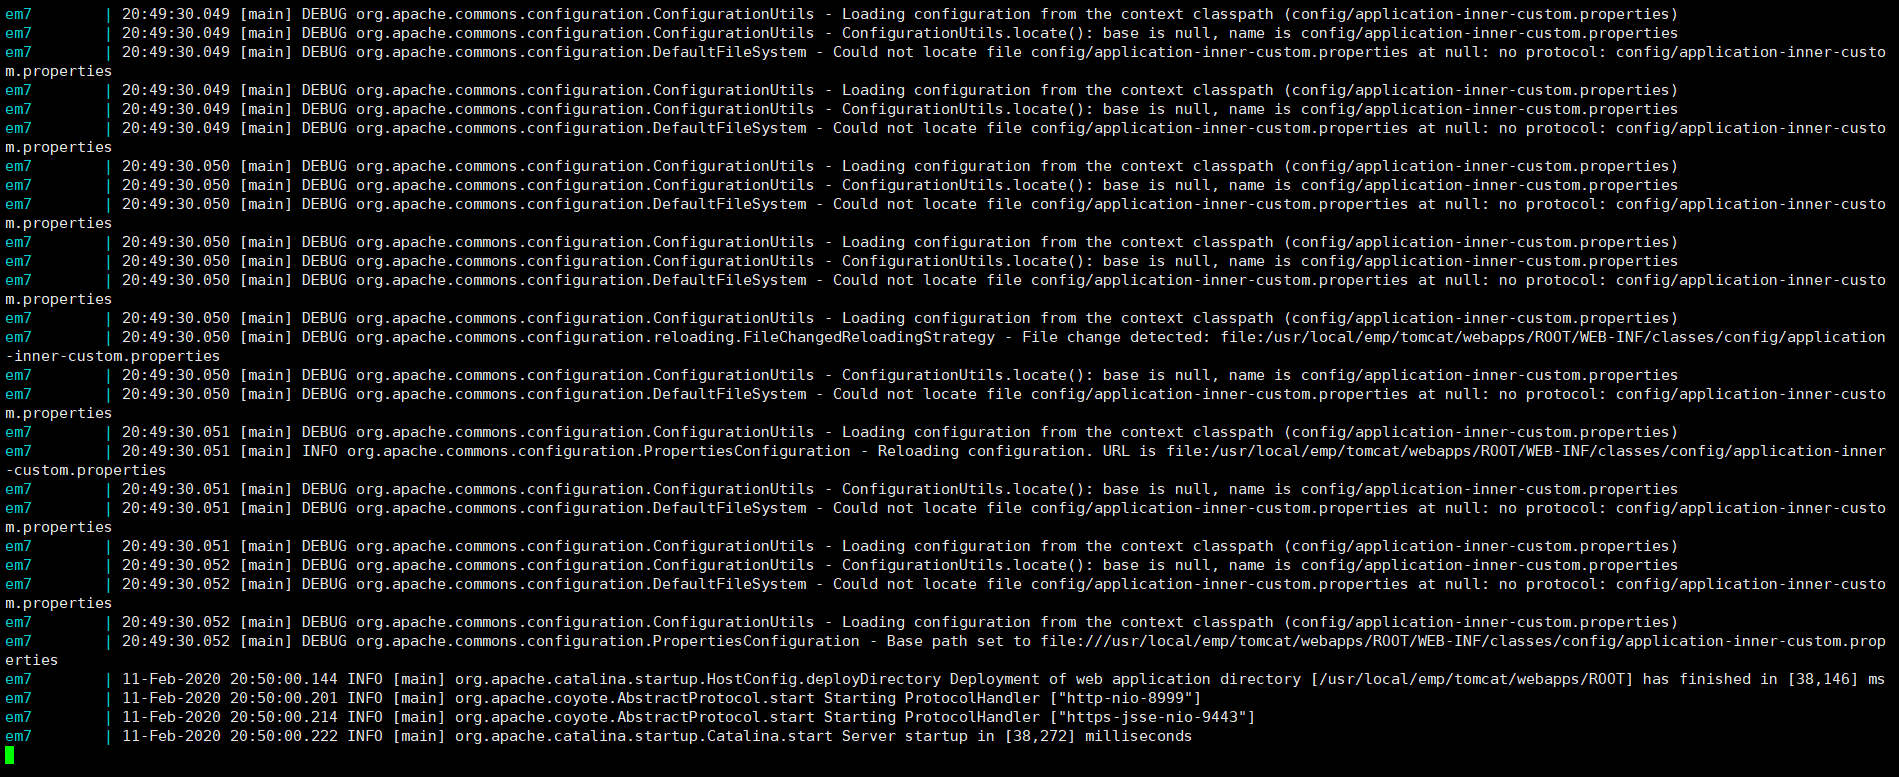 em7        | 20:49:30.049 [main] DEBUG org.apache.commons.configuration.ConfigurationUtils - Loading configuration from the context classpath (config/application-inner-custom.properties)
em7        | 20:49:30.049 [main] DEBUG org.apache.commons.configuration.ConfigurationUtils - ConfigurationUtils.locate(): base is null, name is config/application-inner-custom.properties
em7        | 20:49:30.049 [main] DEBUG org.apache.commons.configuration.DefaultFileSystem - Could not locate file config/application-inner-custom.properties at null: no protocol: config/application-inner-custo
m.properties
em7        | 20:49:30.049 [main] DEBUG org.apache.commons.configuration.ConfigurationUtils - Loading configuration from the context classpath (config/application-inner-custom.properties)
em7        | 20:49:30.049 [main] DEBUG org.apache.commons.configuration.ConfigurationUtils - ConfigurationUtils.locate(): base is null, name is config/application-inner-custom.properties
em7        | 20:49:30.049 [main] DEBUG org.apache.commons.configuration.DefaultFileSystem - Could not locate file config/application-inner-custom.properties at null: no protocol: config/application-inner-custo
m.properties
em7        | 20:49:30.050 [main] DEBUG org.apache.commons.configuration.ConfigurationUtils - Loading configuration from the context classpath (config/application-inner-custom.properties)
em7        | 20:49:30.050 [main] DEBUG org.apache.commons.configuration.ConfigurationUtils - ConfigurationUtils.locate(): base is null, name is config/application-inner-custom.properties
em7        | 20:49:30.050 [main] DEBUG org.apache.commons.configuration.DefaultFileSystem - Could not locate file config/application-inner-custom.properties at null: no protocol: config/application-inner-custo
m.properties
em7        | 20:49:30.050 [main] DEBUG org.apache.commons.configuration.ConfigurationUtils - Loading configuration from the context classpath (config/application-inner-custom.properties)
em7        | 20:49:30.050 [main] DEBUG org.apache.commons.configuration.ConfigurationUtils - ConfigurationUtils.locate(): base is null, name is config/application-inner-custom.properties
em7        | 20:49:30.050 [main] DEBUG org.apache.commons.configuration.DefaultFileSystem - Could not locate file config/application-inner-custom.properties at null: no protocol: config/application-inner-custo
m.properties
em7        | 20:49:30.050 [main] DEBUG org.apache.commons.configuration.ConfigurationUtils - Loading configuration from the context classpath (config/application-inner-custom.properties)
em7        | 20:49:30.050 [main] DEBUG org.apache.commons.configuration.reloading.FileChangedReloadingStrategy - File change detected: file:/usr/local/emp/tomcat/webapps/ROOT/WEB-INF/classes/config/application
-inner-custom.properties
em7        | 20:49:30.050 [main] DEBUG org.apache.commons.configuration.ConfigurationUtils - ConfigurationUtils.locate(): base is null, name is config/application-inner-custom.properties
em7        | 20:49:30.050 [main] DEBUG org.apache.commons.configuration.DefaultFileSystem - Could not locate file config/application-inner-custom.properties at null: no protocol: config/application-inner-custo
m.properties
em7        | 20:49:30.051 [main] DEBUG org.apache.commons.configuration.ConfigurationUtils - Loading configuration from the context classpath (config/application-inner-custom.properties)
em7        | 20:49:30.051 [main] INFO org.apache.commons.configuration.PropertiesConfiguration - Reloading configuration. URL is file:/usr/local/emp/tomcat/webapps/ROOT/WEB-INF/classes/config/application-inner
-custom.properties
em7        | 20:49:30.051 [main] DEBUG org.apache.commons.configuration.ConfigurationUtils - ConfigurationUtils.locate(): base is null, name is config/application-inner-custom.properties
em7        | 20:49:30.051 [main] DEBUG org.apache.commons.configuration.DefaultFileSystem - Could not locate file config/application-inner-custom.properties at null: no protocol: config/application-inner-custo
m.properties
em7        | 20:49:30.051 [main] DEBUG org.apache.commons.configuration.ConfigurationUtils - Loading configuration from the context classpath (config/application-inner-custom.properties)
em7        | 20:49:30.052 [main] DEBUG org.apache.commons.configuration.ConfigurationUtils - ConfigurationUtils.locate(): base is null, name is config/application-inner-custom.properties
em7        | 20:49:30.052 [main] DEBUG org.apache.commons.configuration.DefaultFileSystem - Could not locate file config/application-inner-custom.properties at null: no protocol: config/application-inner-custo
m.properties
em7        | 20:49:30.052 [main] DEBUG org.apache.commons.configuration.ConfigurationUtils - Loading configuration from the context classpath (config/application-inner-custom.properties)
em7        | 20:49:30.052 [main] DEBUG org.apache.commons.configuration.PropertiesConfiguration - Base path set to file:///usr/local/emp/tomcat/webapps/ROOT/WEB-INF/classes/config/application-inner-custom.prop
erties
em7        | 11-Feb-2020 20:50:00.144 INFO [main] org.apache.catalina.startup.HostConfig.deployDirectory Deployment of web application directory [/usr/local/emp/tomcat/webapps/ROOT] has finished in [38,146] ms
em7        | 11-Feb-2020 20:50:00.201 INFO [main] org.apache.coyote.AbstractProtocol.start Starting ProtocolHandler ["http-nio-8999"]
em7        | 11-Feb-2020 20:50:00.214 INFO [main] org.apache.coyote.AbstractProtocol.start Starting ProtocolHandler ["https-jsse-nio-9443"]
em7        | 11-Feb-2020 20:50:00.222 INFO [main] org.apache.catalina.startup.Catalina.start Server startup in [38,272] milliseconds